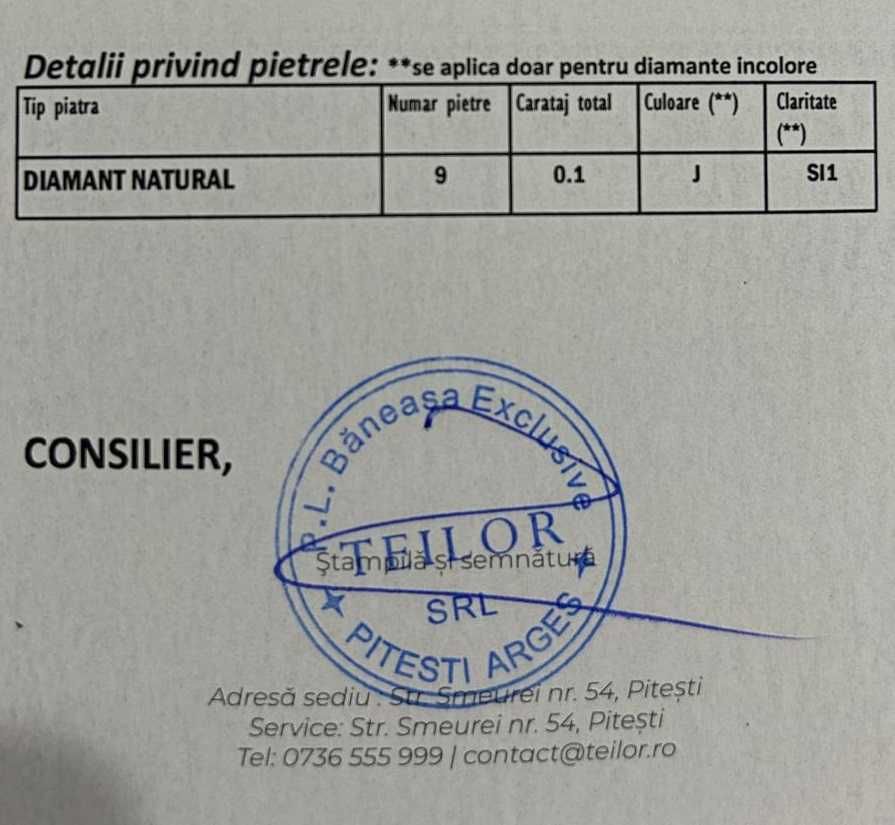 Detalii privind pietrele: **se aplica doar pentru diamante incolore
Tip piatra Numar pietre Carataj total Culoare (**) Claritate (**)
DIAMANT NATURAL 9 0.1 J SI1
CONSILIER,
P.L. Băneasa Exclusive
TEILOR
Ştampilă și semnătură
SRL
PITESTI ARGES
Adresă sediu : Str. Smeurei nr. 54, Pitești
Service: Str. Smeurei nr. 54, Pitești
Tel: 0736 555 999 | contact@teilor.ro